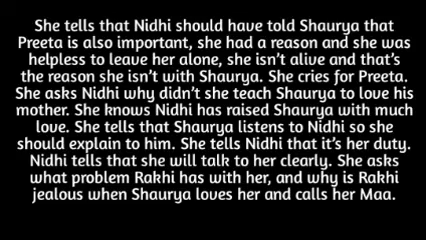 She tells that Nidhi should have told Shaurya that
Preeta is also important, she had a reason and she was
helpless to leave her alone, she isn't alive and that's
the reason she isn't with Shaurya. She cries for Preeta.
She asks Nidhi why didn't she teach Shaurya to love his
mother. She knows Nidhi has raised Shaurya with much
love. She tells that Shaurya listens to Nidhi so she
should explain to him. She tells Nidhi that it's her duty.
Nidhi tells that she will talk to her clearly. She asks
what problem Rakhi has with her, and why is Rakhi
jealous when Shaurya loves her and calls her Maa.